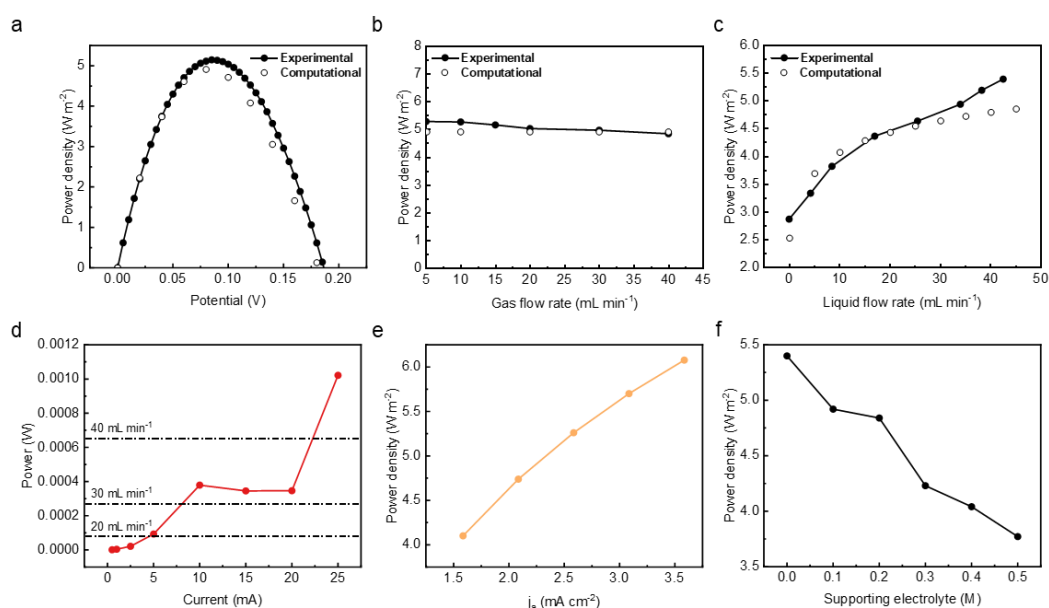 a
Power density (W m⁻²)
5
4
3
2
1
0
Experimental
Computational
0.00 0.05 0.10 0.15 0.20
Potential (V)
b
Power density (W m⁻²)
8
7
6
5
4
3
2
1
0
Experimental
Computational
5 10 15 20 25 30 35 40 45
Gas flow rate (mL min⁻¹)
c
Power density (W m⁻²)
6.0
5.5
5.0
4.5
4.0
3.5
3.0
2.5
2.0
Experimental
Computational
0 10 20 30 40 50
Liquid flow rate (mL min⁻¹)
d
Power (W)
0.0012
0.0010
0.0008
0.0006
0.0004
0.0002
0.0000
40 mL min⁻¹
30 mL min⁻¹
20 mL min⁻¹
0 5 10 15 20 25
Current (mA)
e
Power density (W m⁻²)
6.0
5.5
5.0
4.5
4.0
1.5 2.0 2.5 3.0 3.5
jₐ (mA cm⁻²)
f
Power density (W m⁻²)
5.5
5.0
4.5
4.0
3.5
0.0 0.1 0.2 0.3 0.4 0.5
Supporting electrolyte (M)